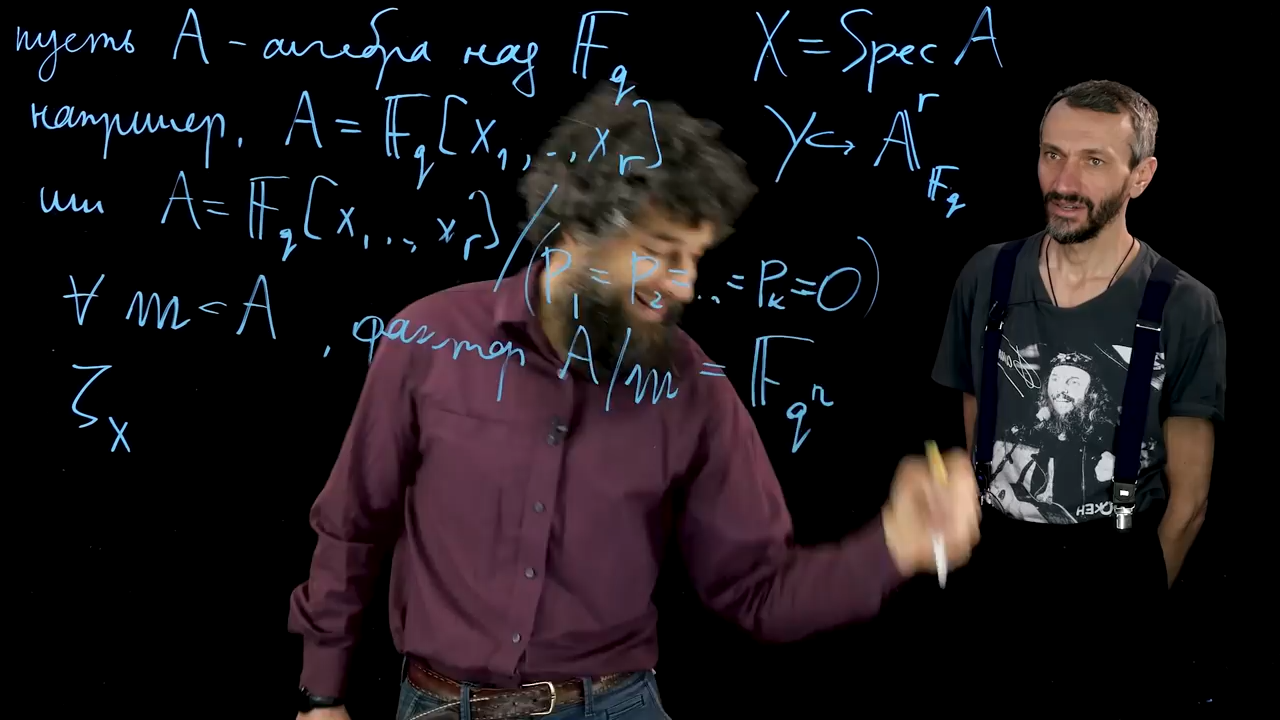 пусть A - алгебра над 𝔽_q X = Spec A
например, A = 𝔽_q[x_1,..,x_r] Y ↪ 𝔸^r_{𝔽_q}
или A = 𝔽_q[x_1,..,x_r] / (P_1 = P_2 = .. = P_k = 0)
∀ m ⊂ A, фактор A/m = 𝔽_{q^n}
ζ_X